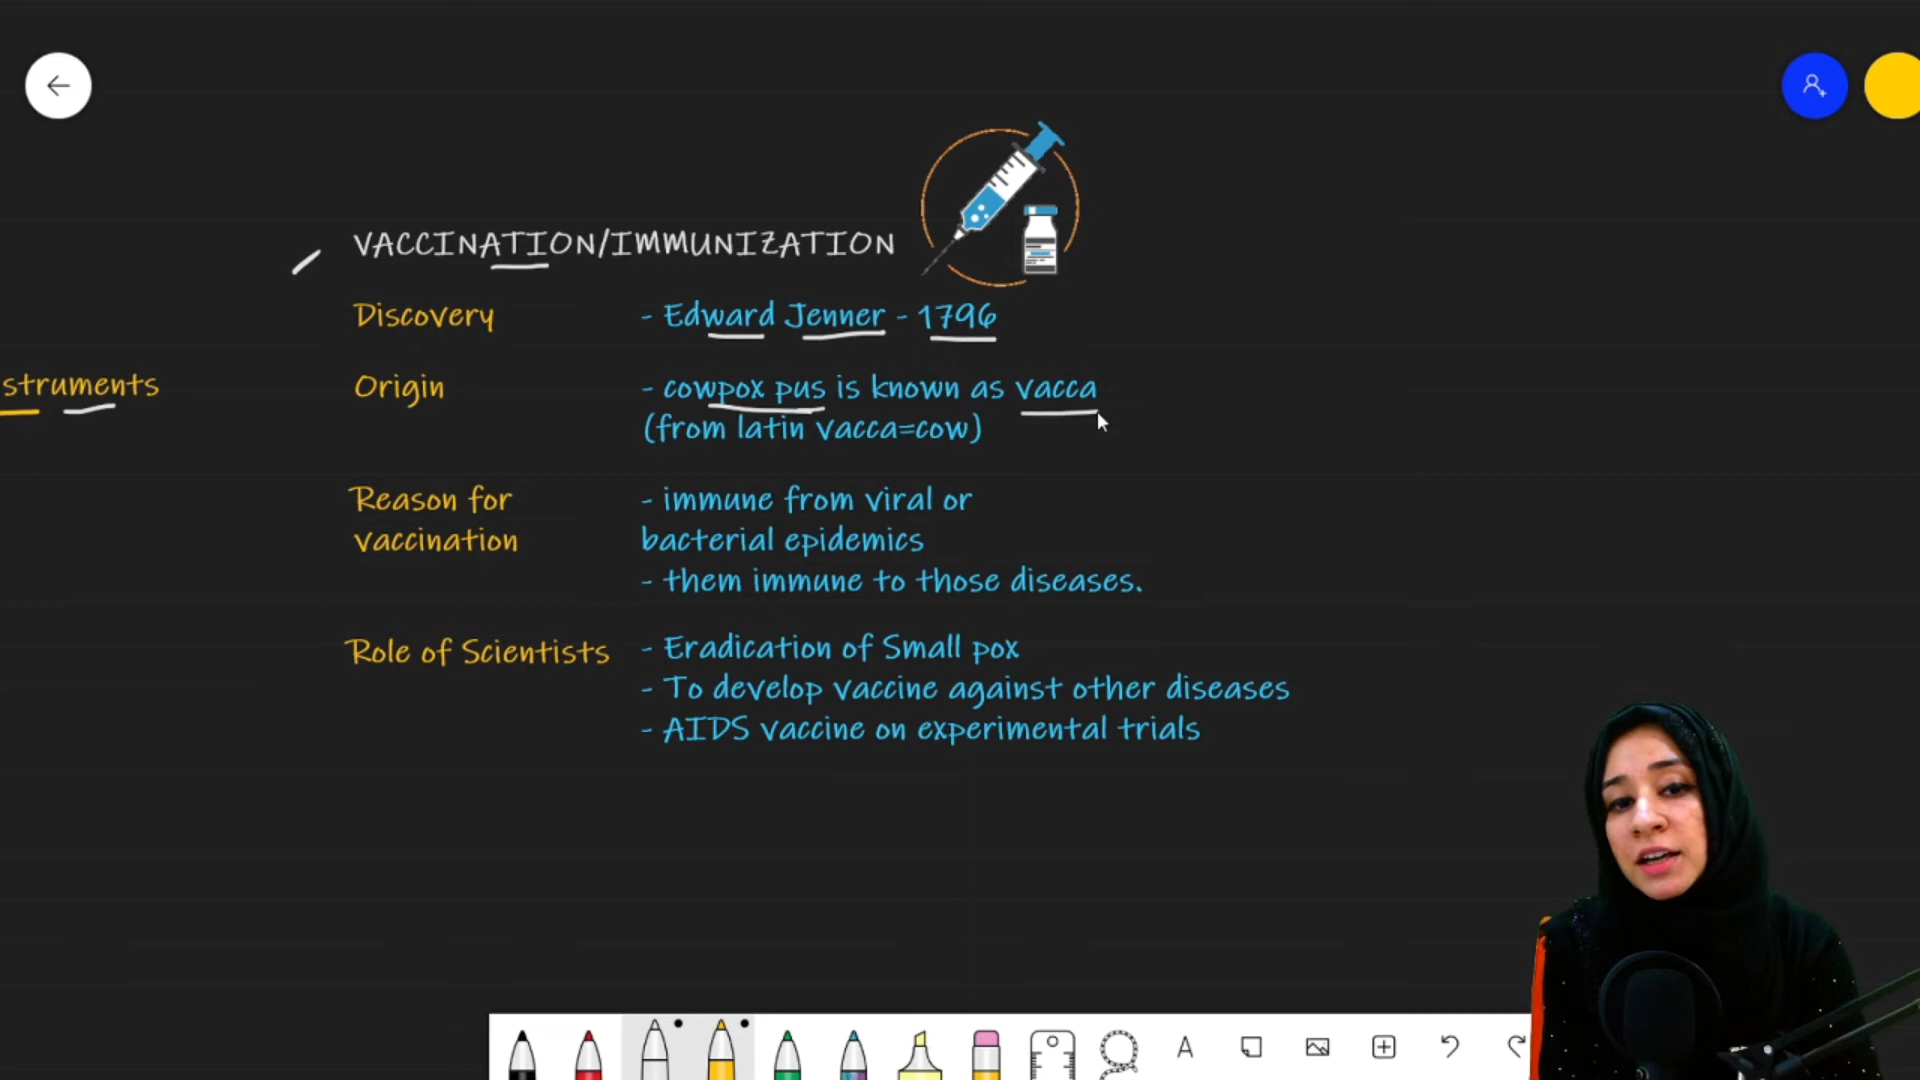 VACCINATION/IMMUNIZATION
Discovery - Edward Jenner - 1796
struments
Origin - cowpox pus is known as vacca
(from latin vacca=cow)
Reason for - immune from viral or
vaccination bacterial epidemics
- them immune to those diseases.
Role of Scientists - Eradication of Small pox
- To develop vaccine against other diseases
- AIDS vaccine on experimental trials
A